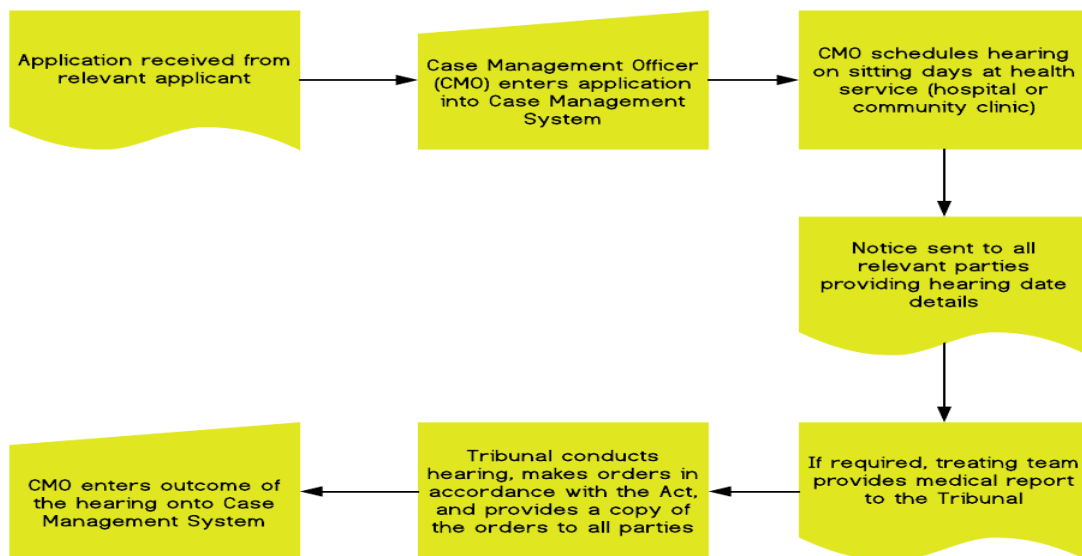 Application received from
relevant applicant
Case Management Officer
(CMO) enters application
into Case Management
System
CMO schedules hearing
on sitting days at health
service (hospital or
community clinic)
Notice sent to all
relevant parties
providing hearing date
details
If required, treating team
provides medical report
to the Tribunal
Tribunal conducts
hearing, makes orders in
accordance with the Act,
and provides a copy of
the orders to all parties
CMO enters outcome of
the hearing onto Case
Management System